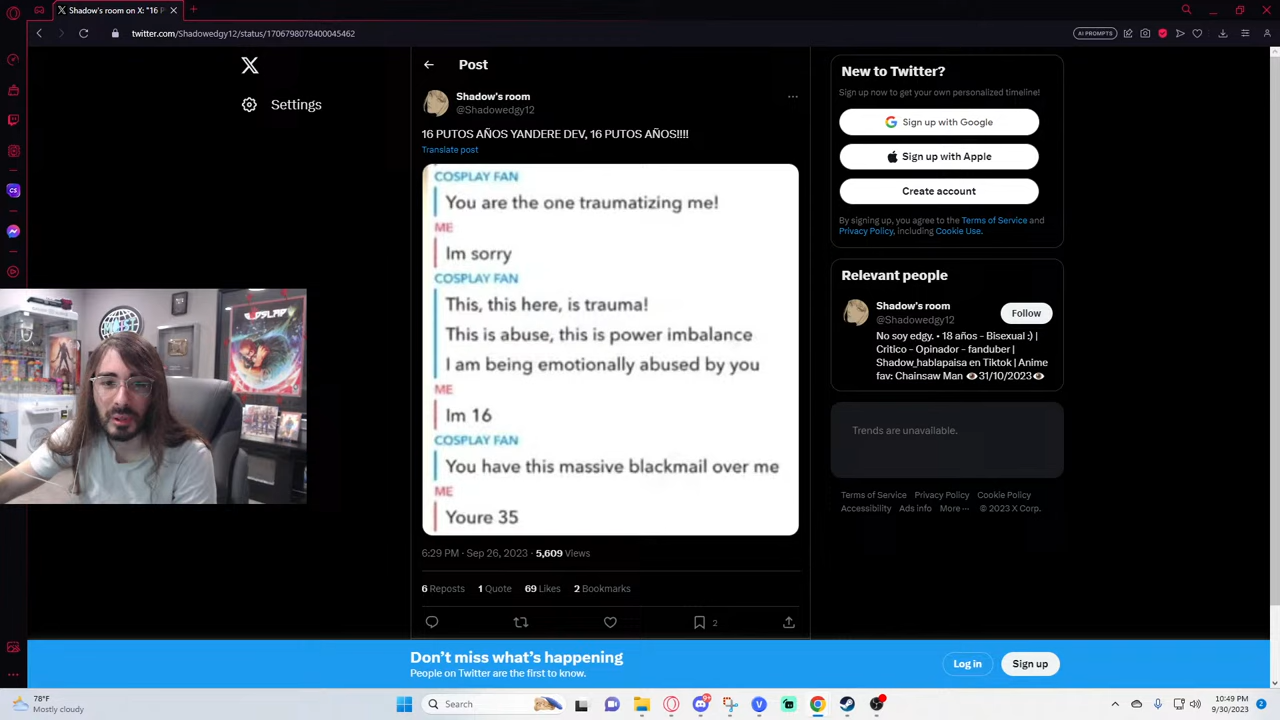 Shadow's room on X: "16 P
twitter.com/Shadowedgy12/status/1706798078400045462
AI PROMPTS
Settings
Post
Shadow's room
@Shadowedgy12
16 PUTOS AÑOS YANDERE DEV, 16 PUTOS AÑOS!!!!
Translate post
COSPLAY FAN
You are the one traumatizing me!
ME
Im sorry
COSPLAY FAN
This, this here, is trauma!
This is abuse, this is power imbalance
I am being emotionally abused by you
ME
Im 16
COSPLAY FAN
You have this massive blackmail over me
ME
Youre 35
6:29 PM · Sep 26, 2023 · 5,609 Views
6 Reposts 1 Quote 69 Likes 2 Bookmarks
2
New to Twitter?
Sign up now to get your own personalized timeline!
Sign up with Google
Sign up with Apple
Create account
By signing up, you agree to the Terms of Service and
Privacy Policy, including Cookie Use.
Relevant people
Shadow's room
@Shadowedgy12
Follow
No soy edgy. • 18 años - Bisexual :) |
Critico - Opinador - fanduber |
Shadow_hablapaisa en Tiktok | Anime
fav: Chainsaw Man 👁31/10/2023👁
Trends are unavailable.
Terms of Service Privacy Policy Cookie Policy
Accessibility Ads info More ··· © 2023 X Corp.
Don't miss what's happening
People on Twitter are the first to know.
Log in
Sign up
78°F
Mostly cloudy
Search
10:49 PM
9/30/2023
2